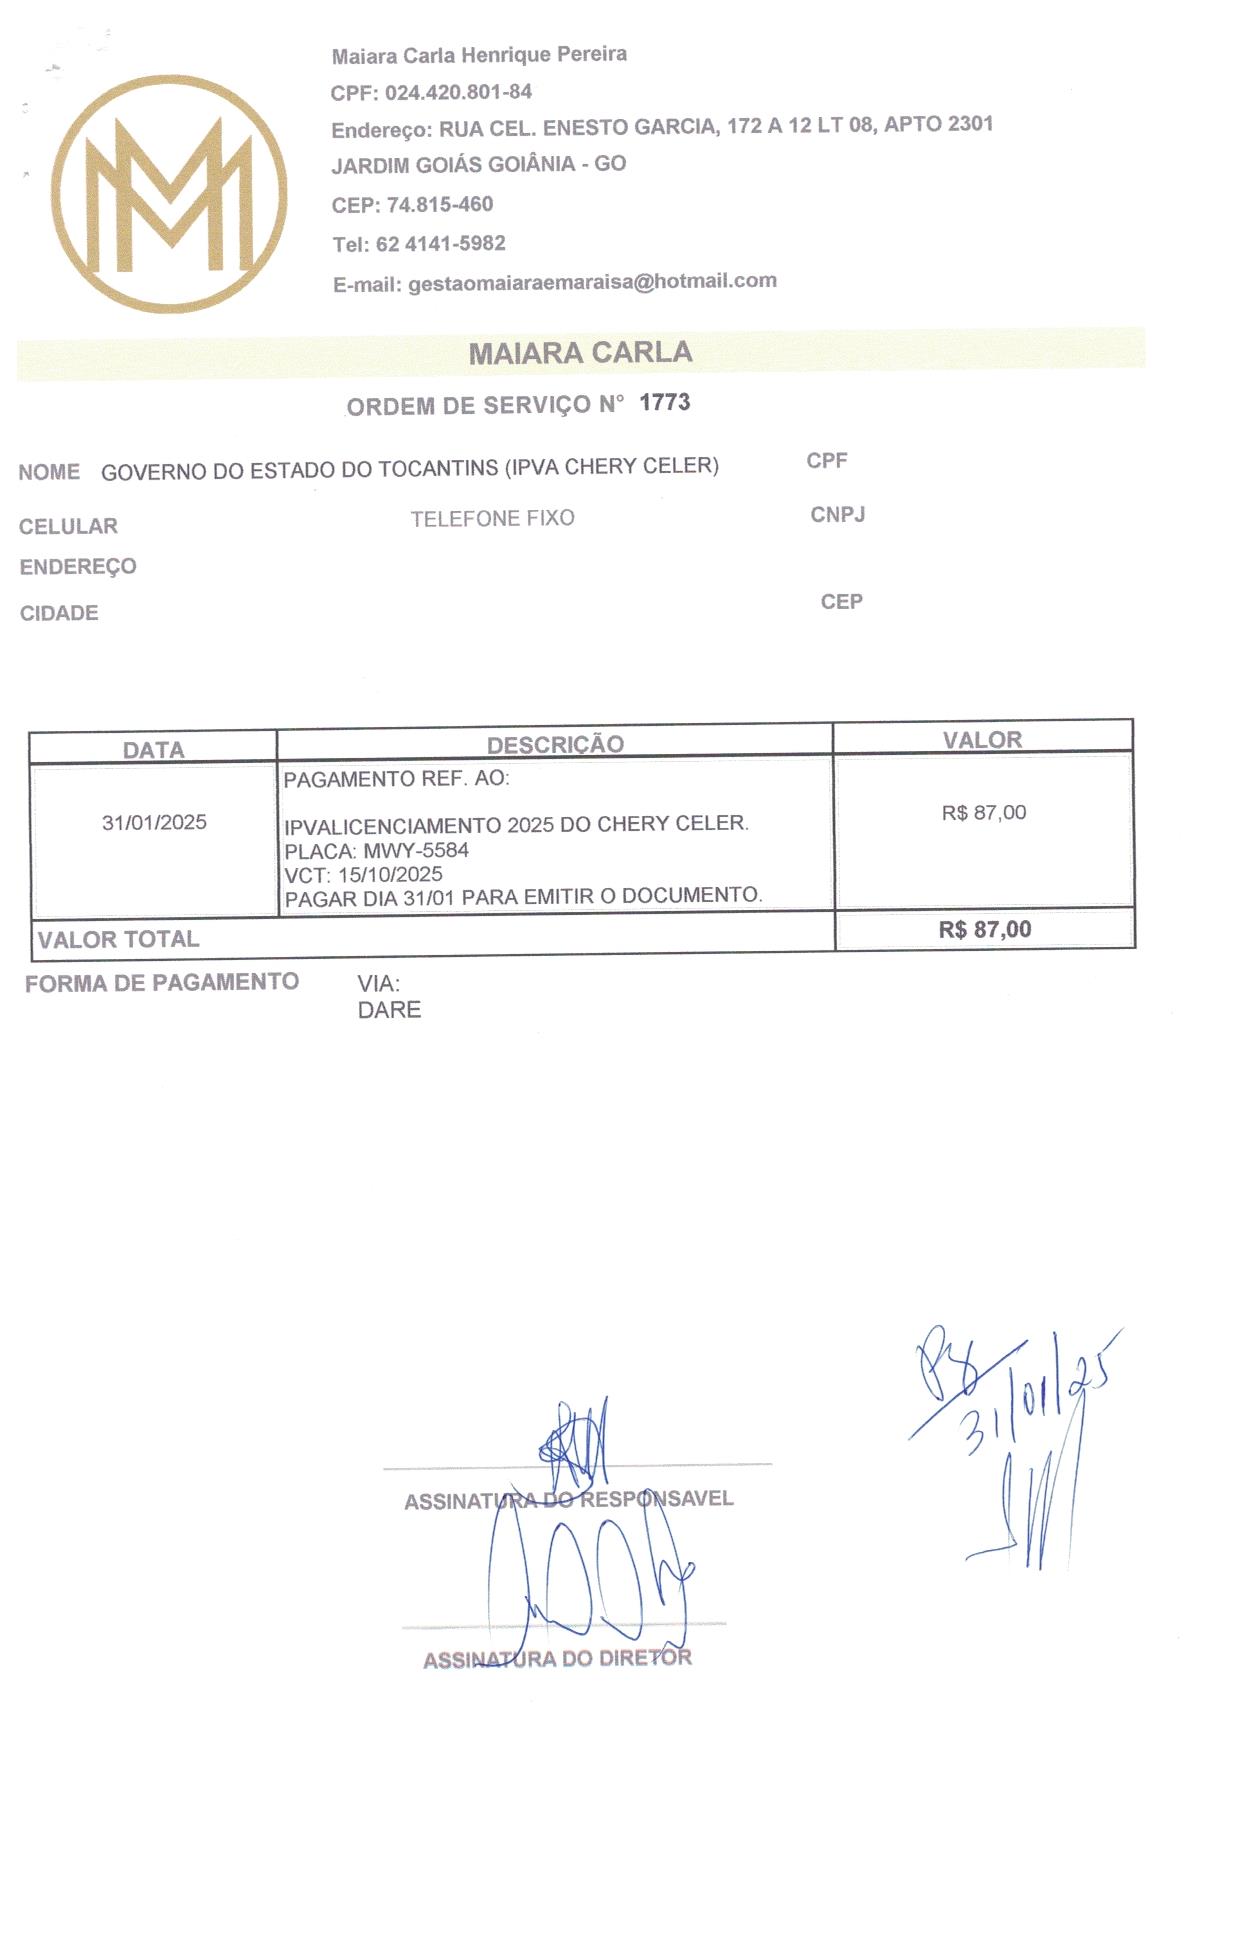 Maiara Carla Henrique Pereira
CPF: 024.420.801-84
Endereço: RUA CEL. ENESTO GARCIA, 172 A 12 LT 08, APTO 2301
JARDIM GOIÁS GOIÂNIA - GO
CEP: 74.815-460
Tel: 62 4141-5982
E-mail: gestaomaiaraemaraisa@hotmail.com
MM
MAIARA CARLA
ORDEM DE SERVIÇO N° 1773
NOME GOVERNO DO ESTADO DO TOCANTINS (IPVA CHERY CELER) CPF
CELULAR TELEFONE FIXO CNPJ
ENDEREÇO
CIDADE CEP
DATA DESCRIÇÃO VALOR
PAGAMENTO REF. AO:
31/01/2025 IPVALICENCIAMENTO 2025 DO CHERY CELER. R$ 87,00
PLACA: MWY-5584
VCT: 15/10/2025
PAGAR DIA 31/01 PARA EMITIR O DOCUMENTO.
VALOR TOTAL R$ 87,00
FORMA DE PAGAMENTO VIA:
DARE
31/01/25
ASSINATURA DO RESPONSAVEL
ASSINATURA DO DIRETOR